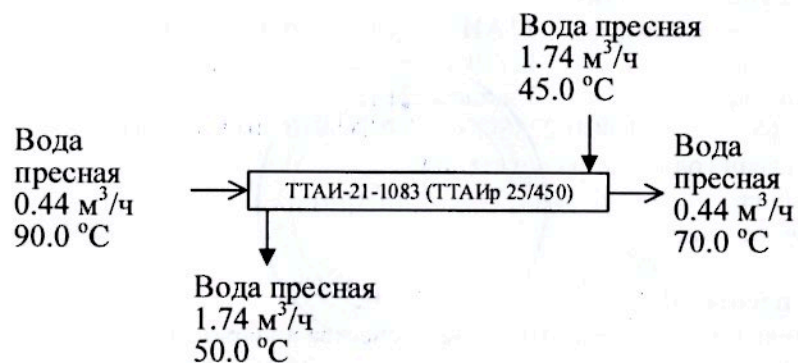 Вода пресная
1.74 м³/ч
45.0 °C
Вода
пресная
0.44 м³/ч
90.0 °C
ТТАИ-21-1083 (ТТАИр 25/450)
Вода
пресная
0.44 м³/ч
70.0 °C
Вода пресная
1.74 м³/ч
50.0 °C